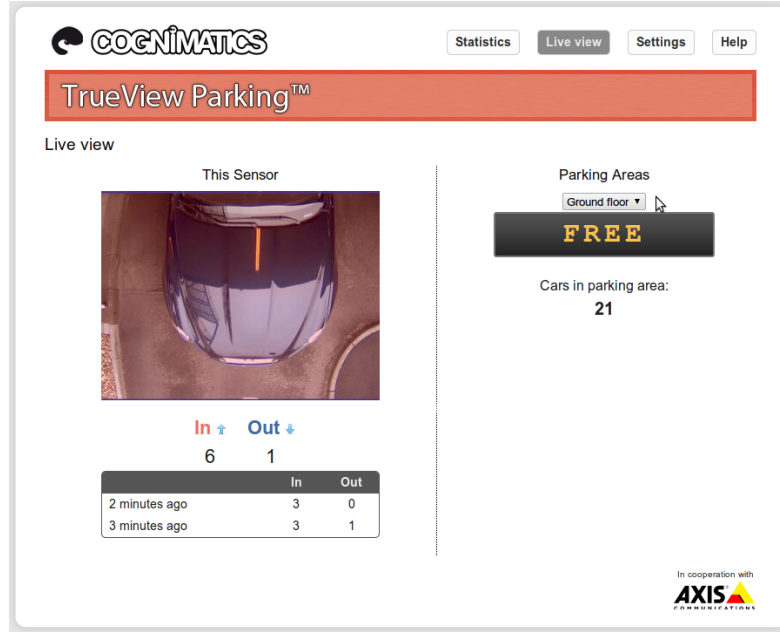 COGNIMATICS
Statistics
Live view
Settings
Help
TrueView Parking™
Live view
This Sensor
In
Out
6
1
In Out
2 minutes ago 3 0
3 minutes ago 3 1
Parking Areas
Ground floor
FREE
Cars in parking area:
21
In cooperation with
AXIS
COMMUNICATIONS